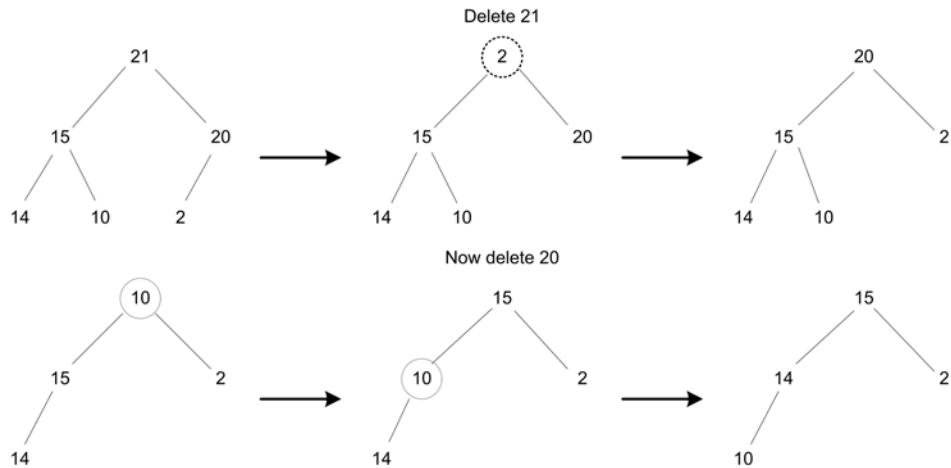 Delete 21
21 2 20
15 20 15 20 15 2
14 10 2 14 10 14 10
Now delete 20
10 15 15
15 2 10 2 14 2
14 14 10